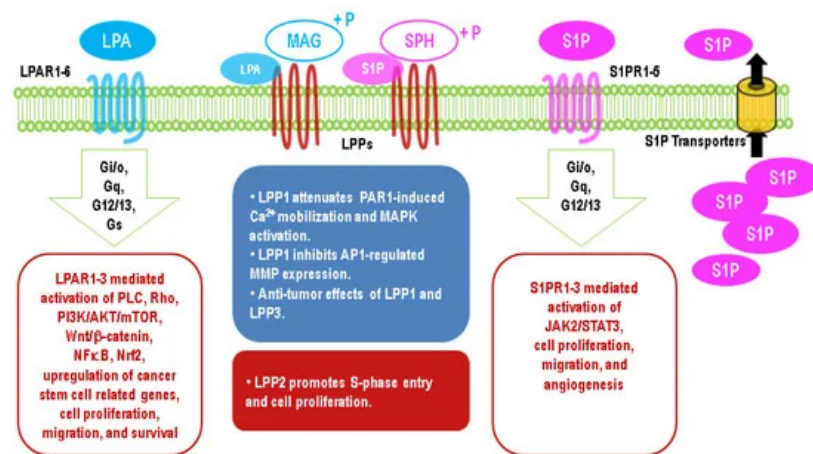 LPA
LPAR1-6
MAG
+ P
LPA
SPH
+ P
S1P
LPPs
S1P
S1PR1-5
S1P
S1P Transporters
Gi/o,
Gq,
G12/13,
Gs
LPAR1-3 mediated
activation of PLC, Rho,
PI3K/AKT/mTOR,
Wnt/β-catenin,
NFκB, Nrf2,
upregulation of cancer
stem cell related genes,
cell proliferation,
migration, and survival
• LPP1 attenuates PAR1-induced
Ca²⁺ mobilization and MAPK
activation.
• LPP1 inhibits AP1-regulated
MMP expression.
• Anti-tumor effects of LPP1 and
LPP3.
• LPP2 promotes S-phase entry
and cell proliferation.
Gi/o,
Gq,
G12/13
S1PR1-3 mediated
activation of
JAK2/STAT3,
cell proliferation,
migration, and
angiogenesis
S1P
S1P
S1P
S1P